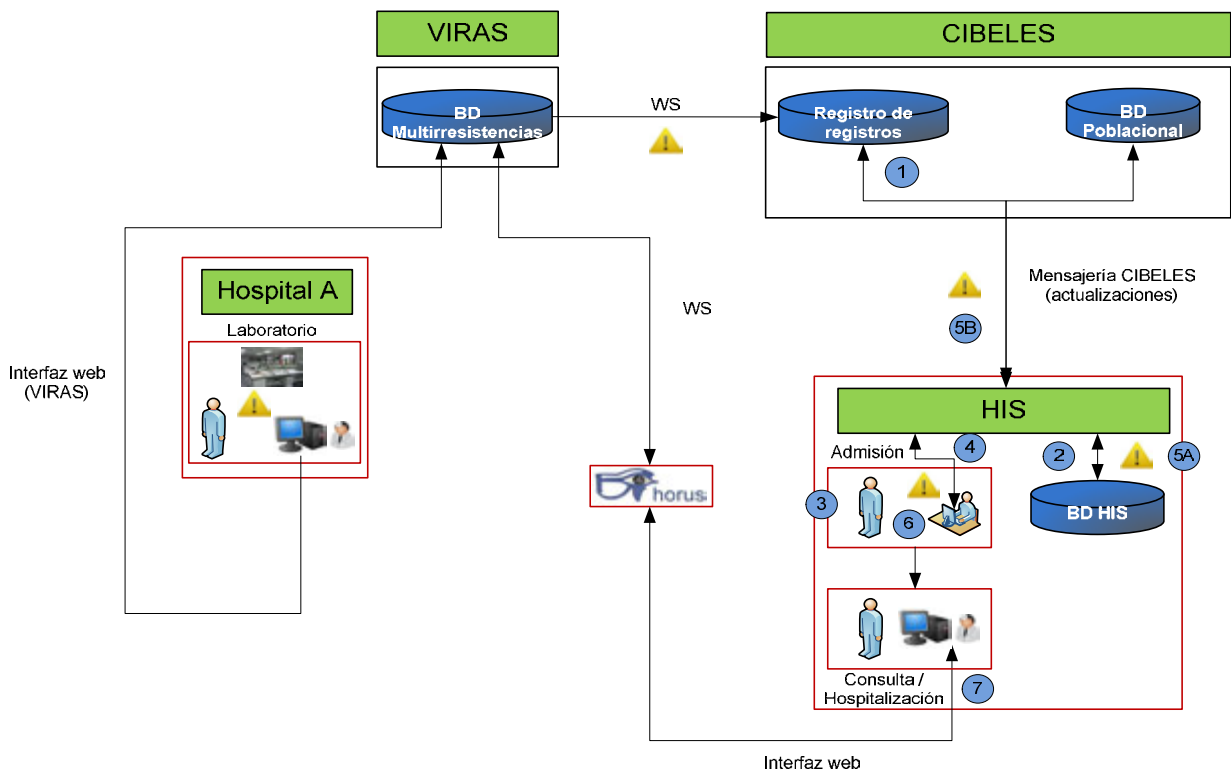 VIRAS
CIBELES
BD
Multirresistencias
WS
Registro de
registros
BD
Poblacional
1
Hospital A
Laboratorio
Interfaz web
(VIRAS)
WS
Mensajería CIBELES
(actualizaciones)
5B
HIS
Admisión
4
2
5A
3
6
BD HIS
horus
Consulta /
Hospitalización
7
Interfaz web